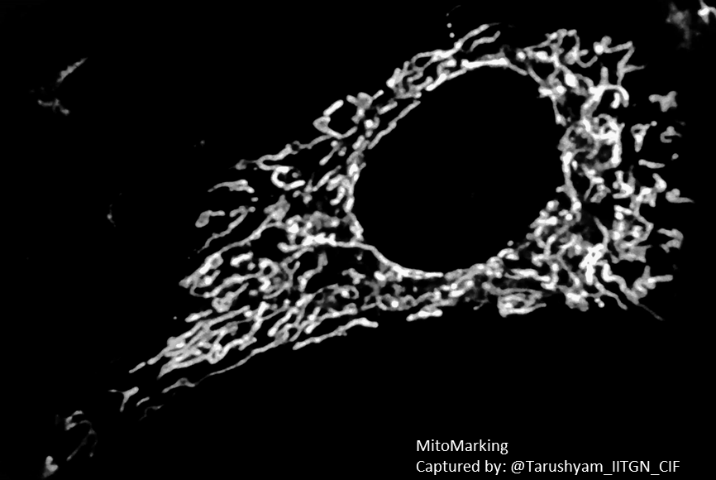 MitoMarking
Captured by: @Tarushyam_IITGN_CIF